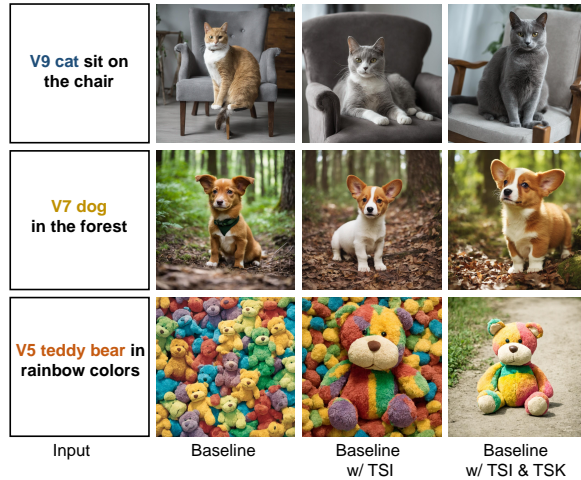 V9 cat sit on
the chair
V7 dog
in the forest
V5 teddy bear in
rainbow colors
Input
Baseline
Baseline
w/ TSI
Baseline
w/ TSI & TSK